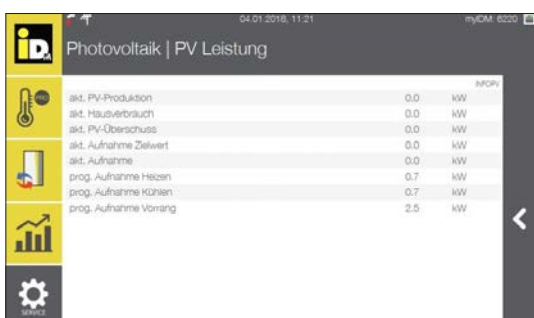 04.01.2018, 11:21
myIDM: 6220
iDM
Photovoltaik | PV Leistung
INFOPV
PRO
akt. PV-Produktion 0.0 kW
akt. Hausverbrauch 0.0 kW
akt. PV-Überschuss 0.0 kW
akt. Aufnahme Zielwert 0.0 kW
akt. Aufnahme 0.0 kW
prog. Aufnahme Heizen 0.7 kW
prog. Aufnahme Kühlen 0.7 kW
prog. Aufnahme Vorrang 2.5 kW
SERVICE